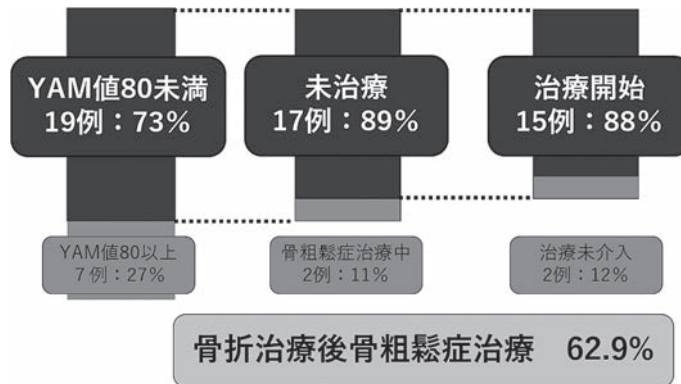 YAM値80未満
19例：73%
未治療
17例：89%
治療開始
15例：88%
YAM値80以上
７例：27%
骨粗鬆症治療中
2例：11%
治療未介入
2例：12%
骨折治療後骨粗鬆症治療　62.9%